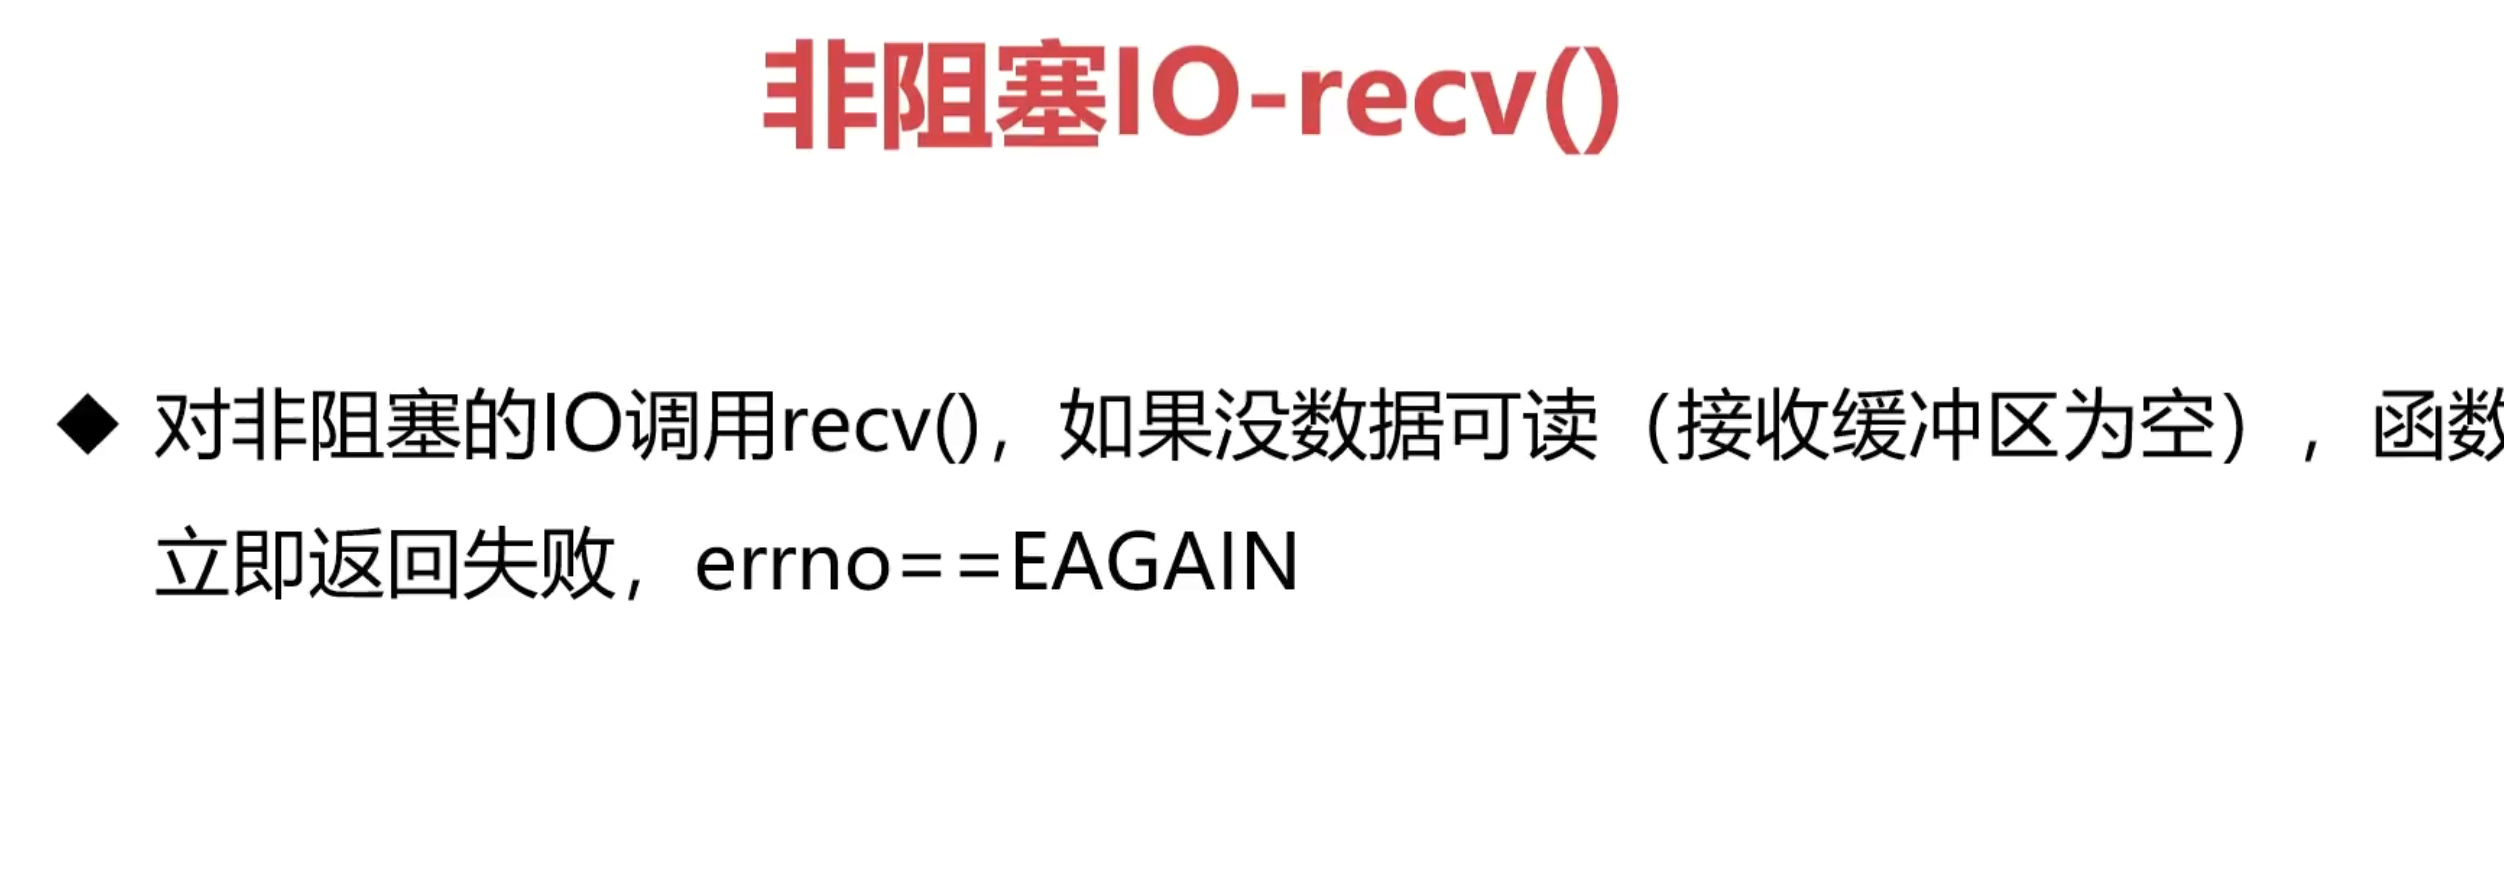 非阻塞IO-recv()
◆ 对非阻塞的IO调用recv()，如果没数据可读（接收缓冲区为空），函数
立即返回失败，errno==EAGAIN